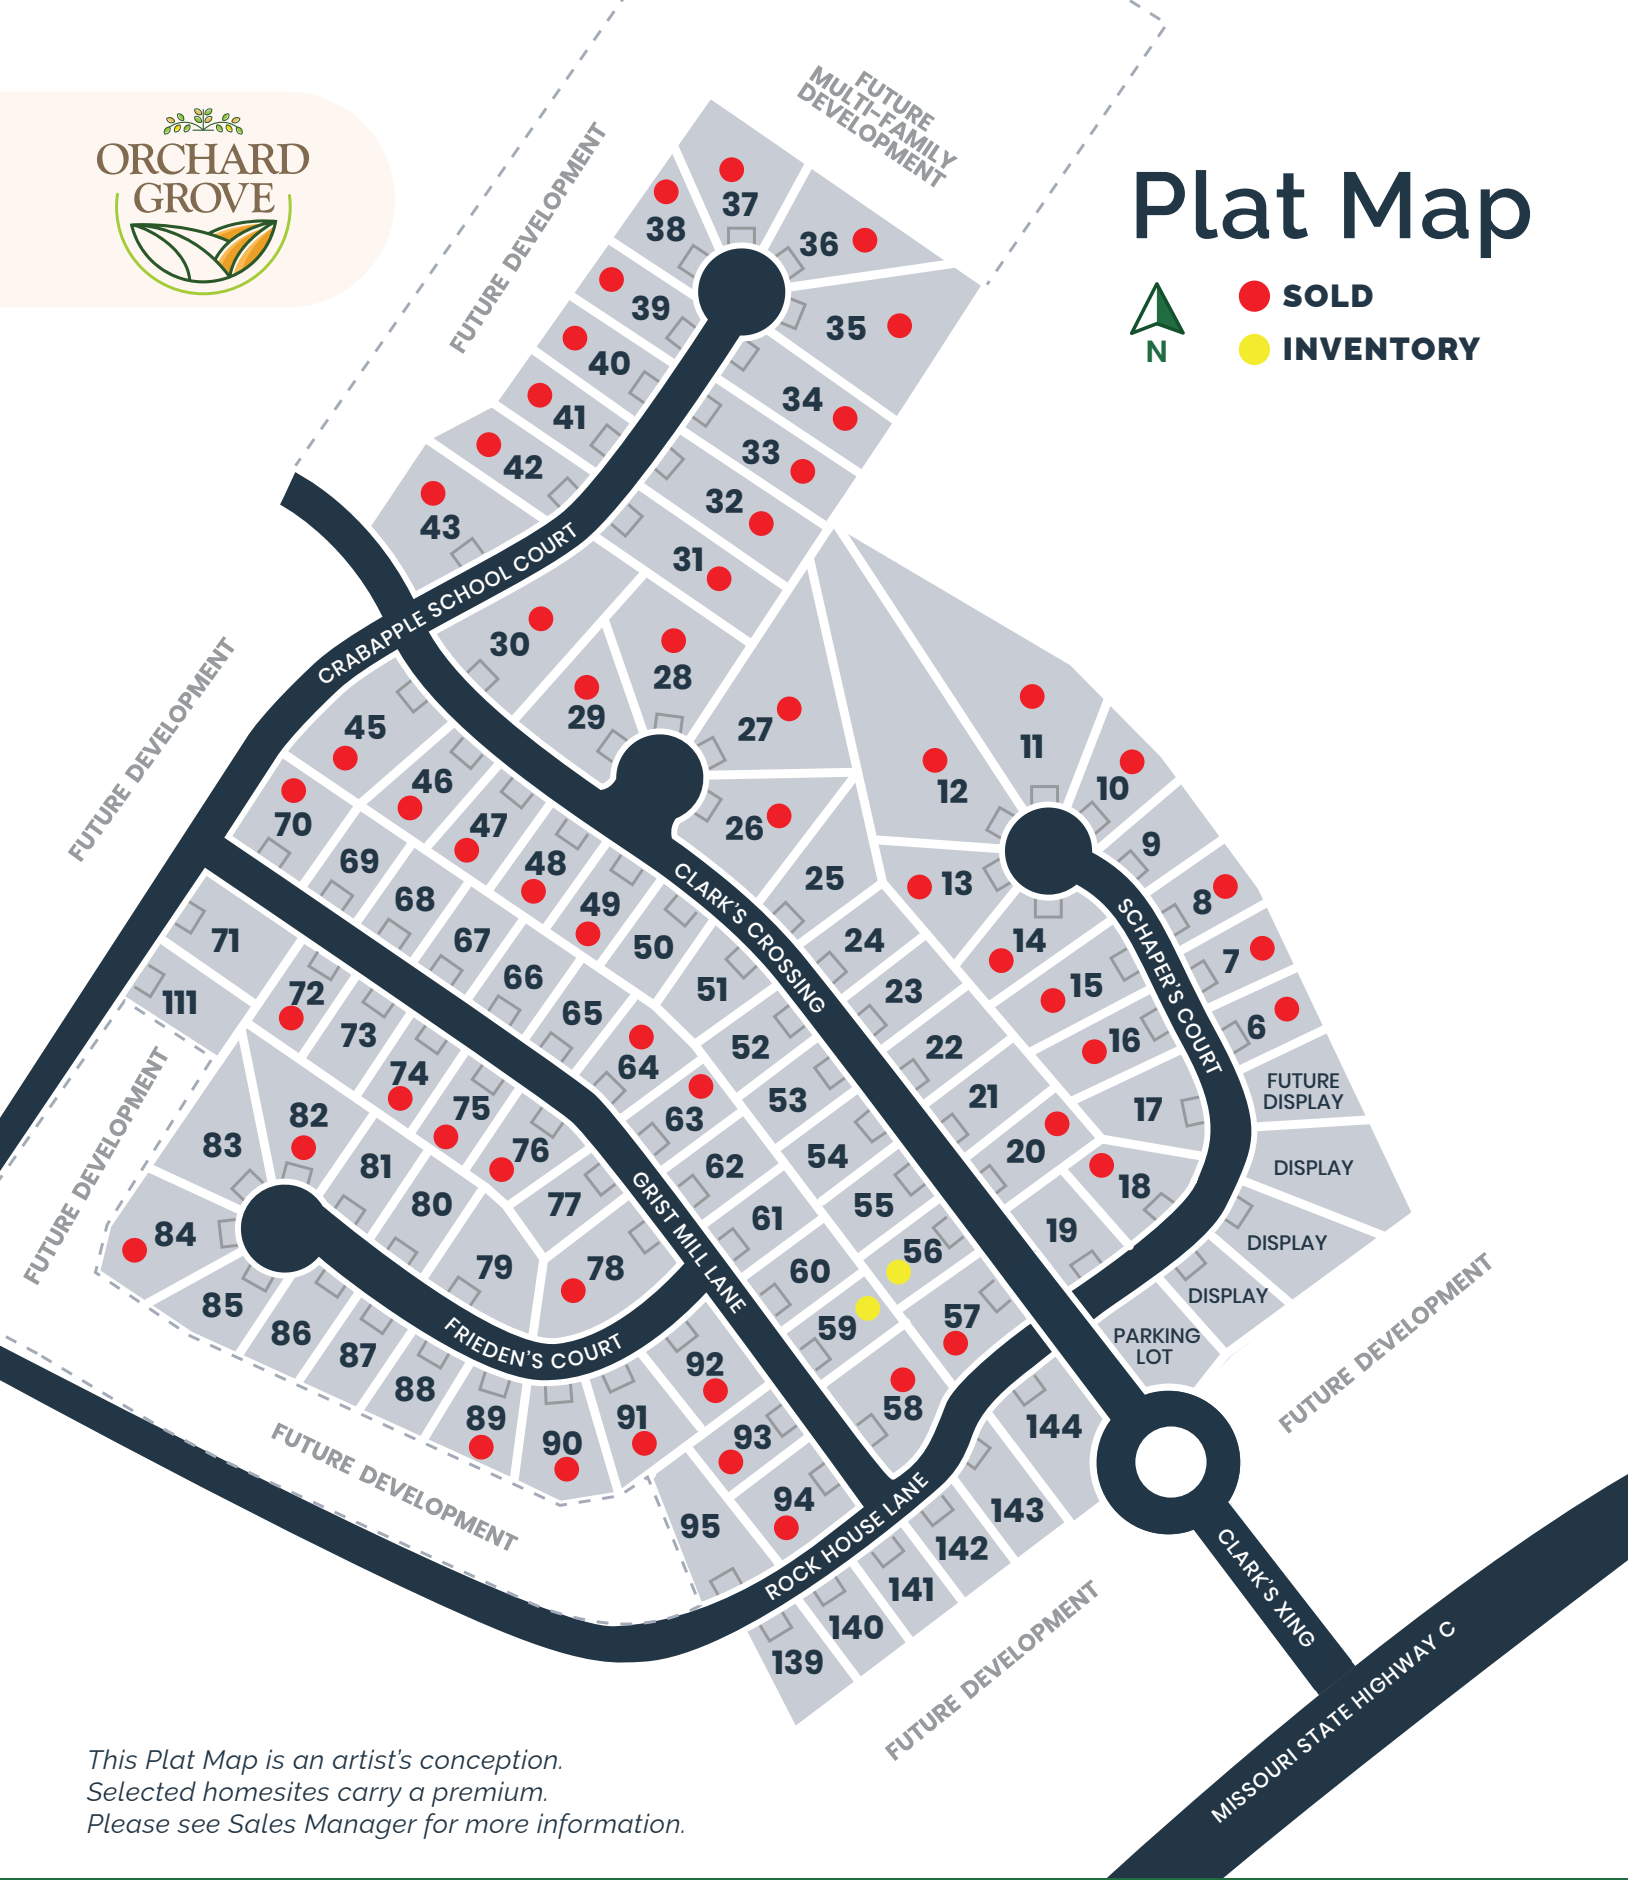 ORCHARD
GROVE
Plat Map
N
SOLD
INVENTORY
FUTURE
MULTI-FAMILY
DEVELOPMENT
FUTURE DEVELOPMENT
37
38
36
39
35
40
34
41
33
42
32
43
31
CRABAPPLE SCHOOL COURT
30
28
29
27
FUTURE DEVELOPMENT
45
11
46
12
10
70
47
26
9
69
48
25
13
8
68
49
CLARK'S CROSSING
SCHAPER'S COURT
71
67
50
24
14
7
111
72
66
51
23
15
6
73
65
52
22
16
FUTURE
DISPLAY
74
64
53
21
17
75
63
FUTURE DEVELOPMENT
82
83
76
62
54
20
DISPLAY
81
18
80
77
61
55
19
84
GRIST MILL LANE
56
DISPLAY
79
78
60
DISPLAY
85
57
59
86
FRIEDEN'S COURT
PARKING
LOT
87
92
88
58
FUTURE DEVELOPMENT
89
91
93
144
90
FUTURE DEVELOPMENT
94
95
143
ROCK HOUSE LANE
142
141
140
139
CLARK'S XING
FUTURE DEVELOPMENT
MISSOURI STATE HIGHWAY C
This Plat Map is an artist's conception.
Selected homesites carry a premium.
Please see Sales Manager for more information.